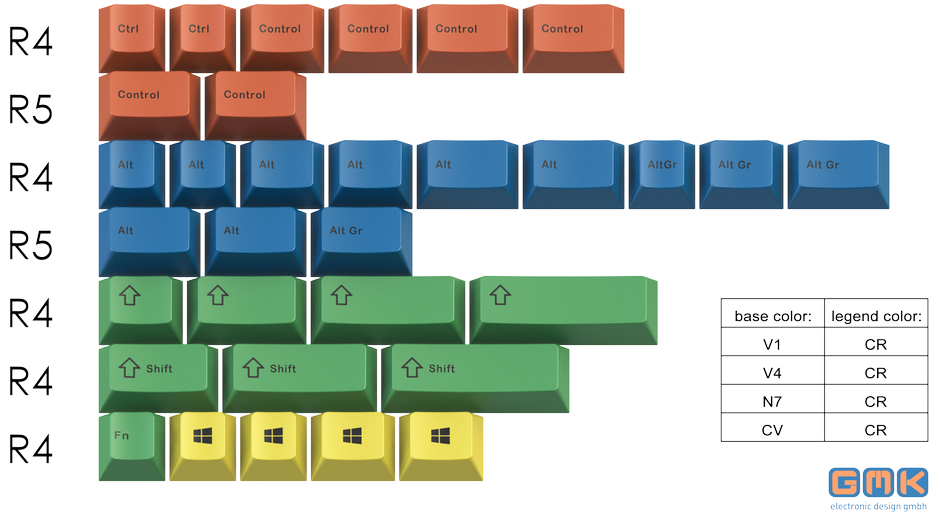 R4 Ctrl Ctrl Control Control Control Control
R5 Control Control
R4 Alt Alt Alt Alt Alt Alt AltGr Alt Gr Alt Gr
R5 Alt Alt Alt Gr
R4
R4 Shift Shift Shift
R4 Fn
base color: legend color:
V1 CR
V4 CR
N7 CR
CV CR
GMK
electronic design gmbh